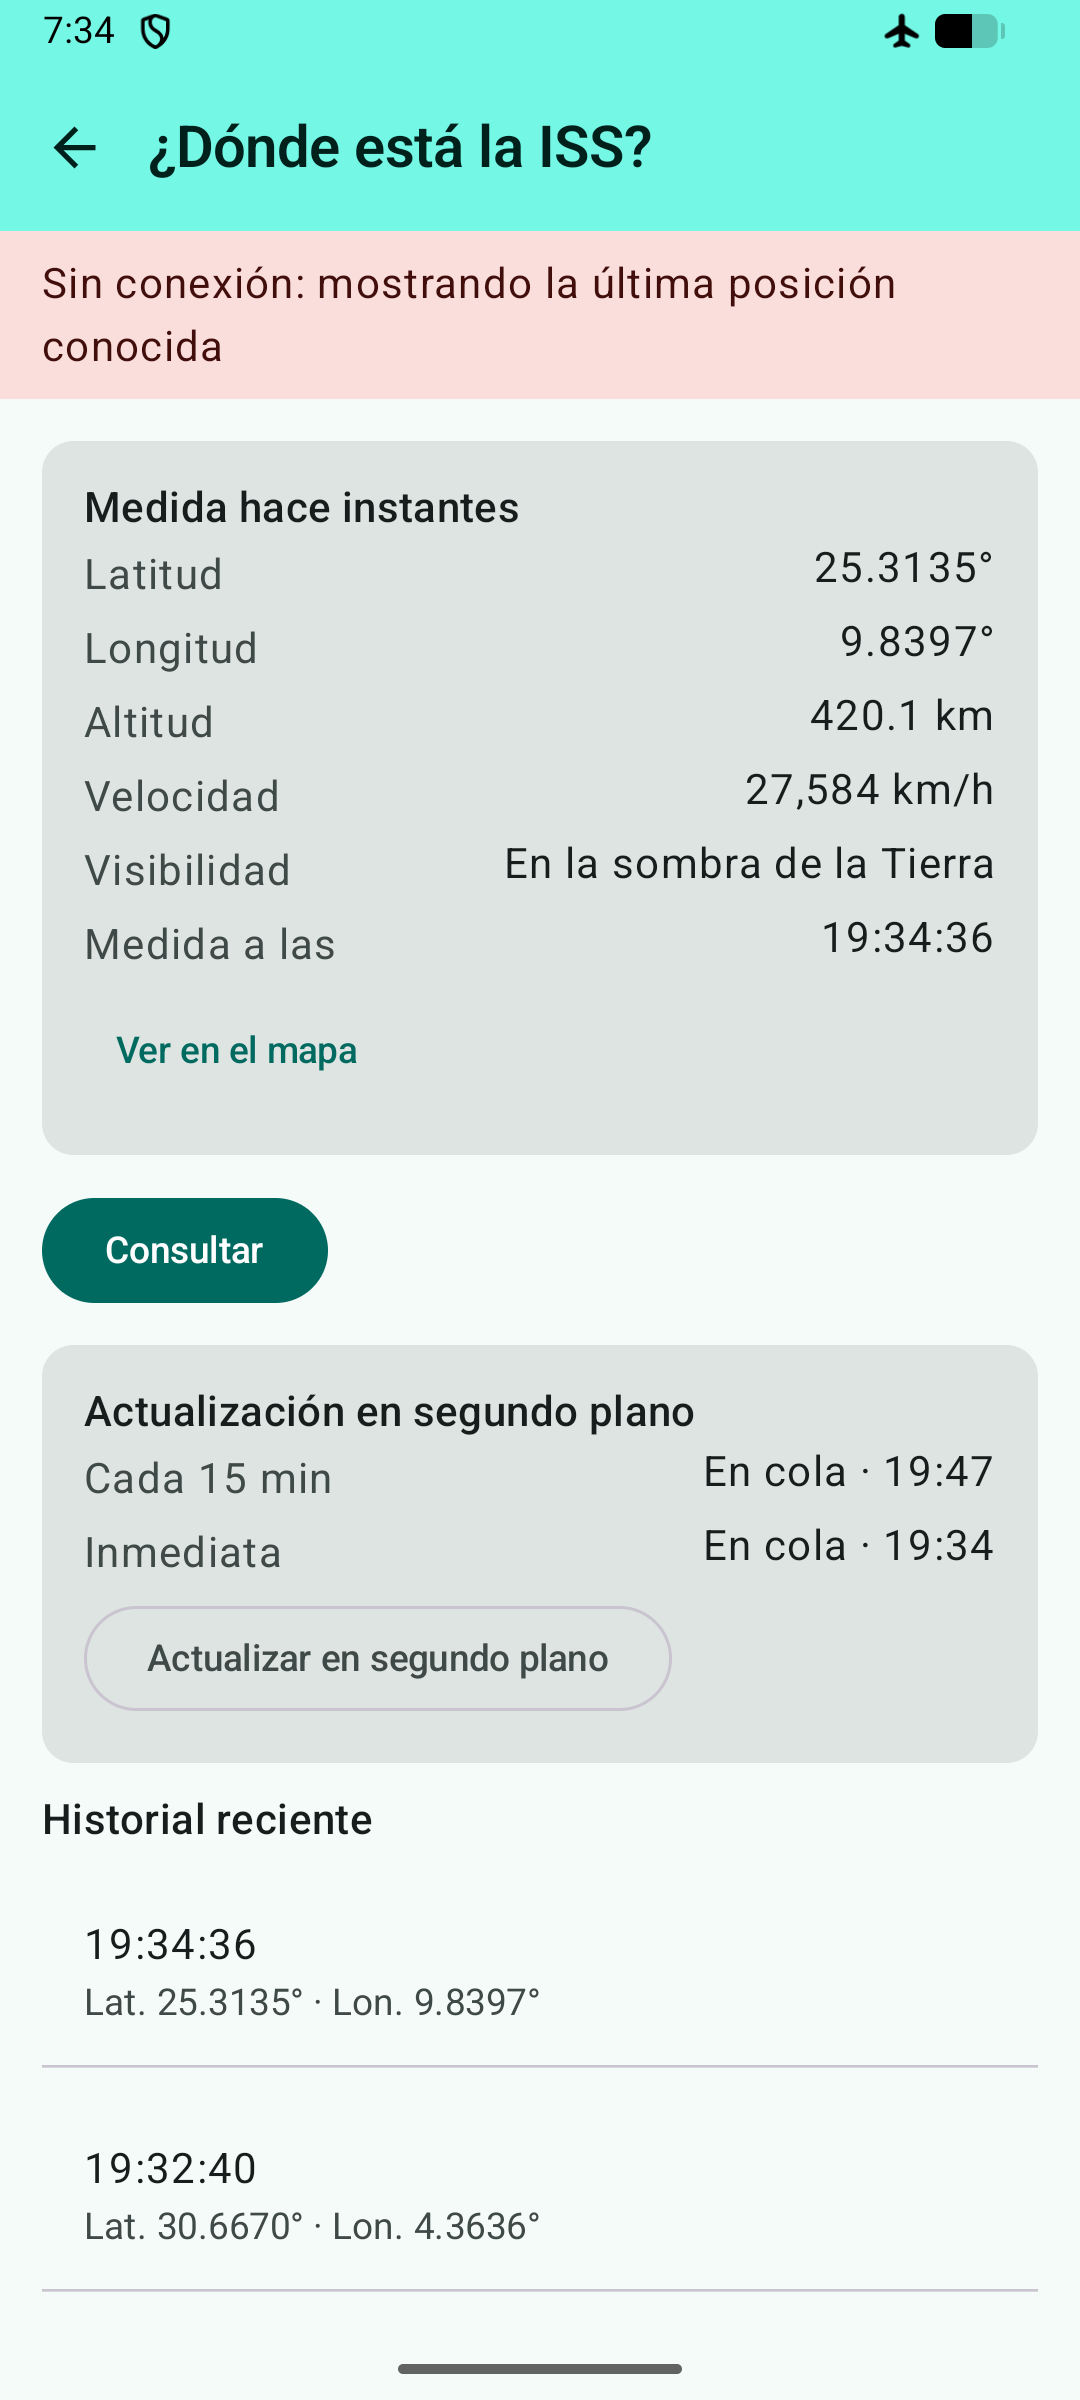 7:34
¿Dónde está la ISS?
Sin conexión: mostrando la última posición
conocida
Medida hace instantes
Latitud 25.3135°
Longitud 9.8397°
Altitud 420.1 km
Velocidad 27,584 km/h
Visibilidad En la sombra de la Tierra
Medida a las 19:34:36
Ver en el mapa
Consultar
Actualización en segundo plano
Cada 15 min En cola · 19:47
Inmediata En cola · 19:34
Actualizar en segundo plano
Historial reciente
19:34:36
Lat. 25.3135° · Lon. 9.8397°
19:32:40
Lat. 30.6670° · Lon. 4.3636°